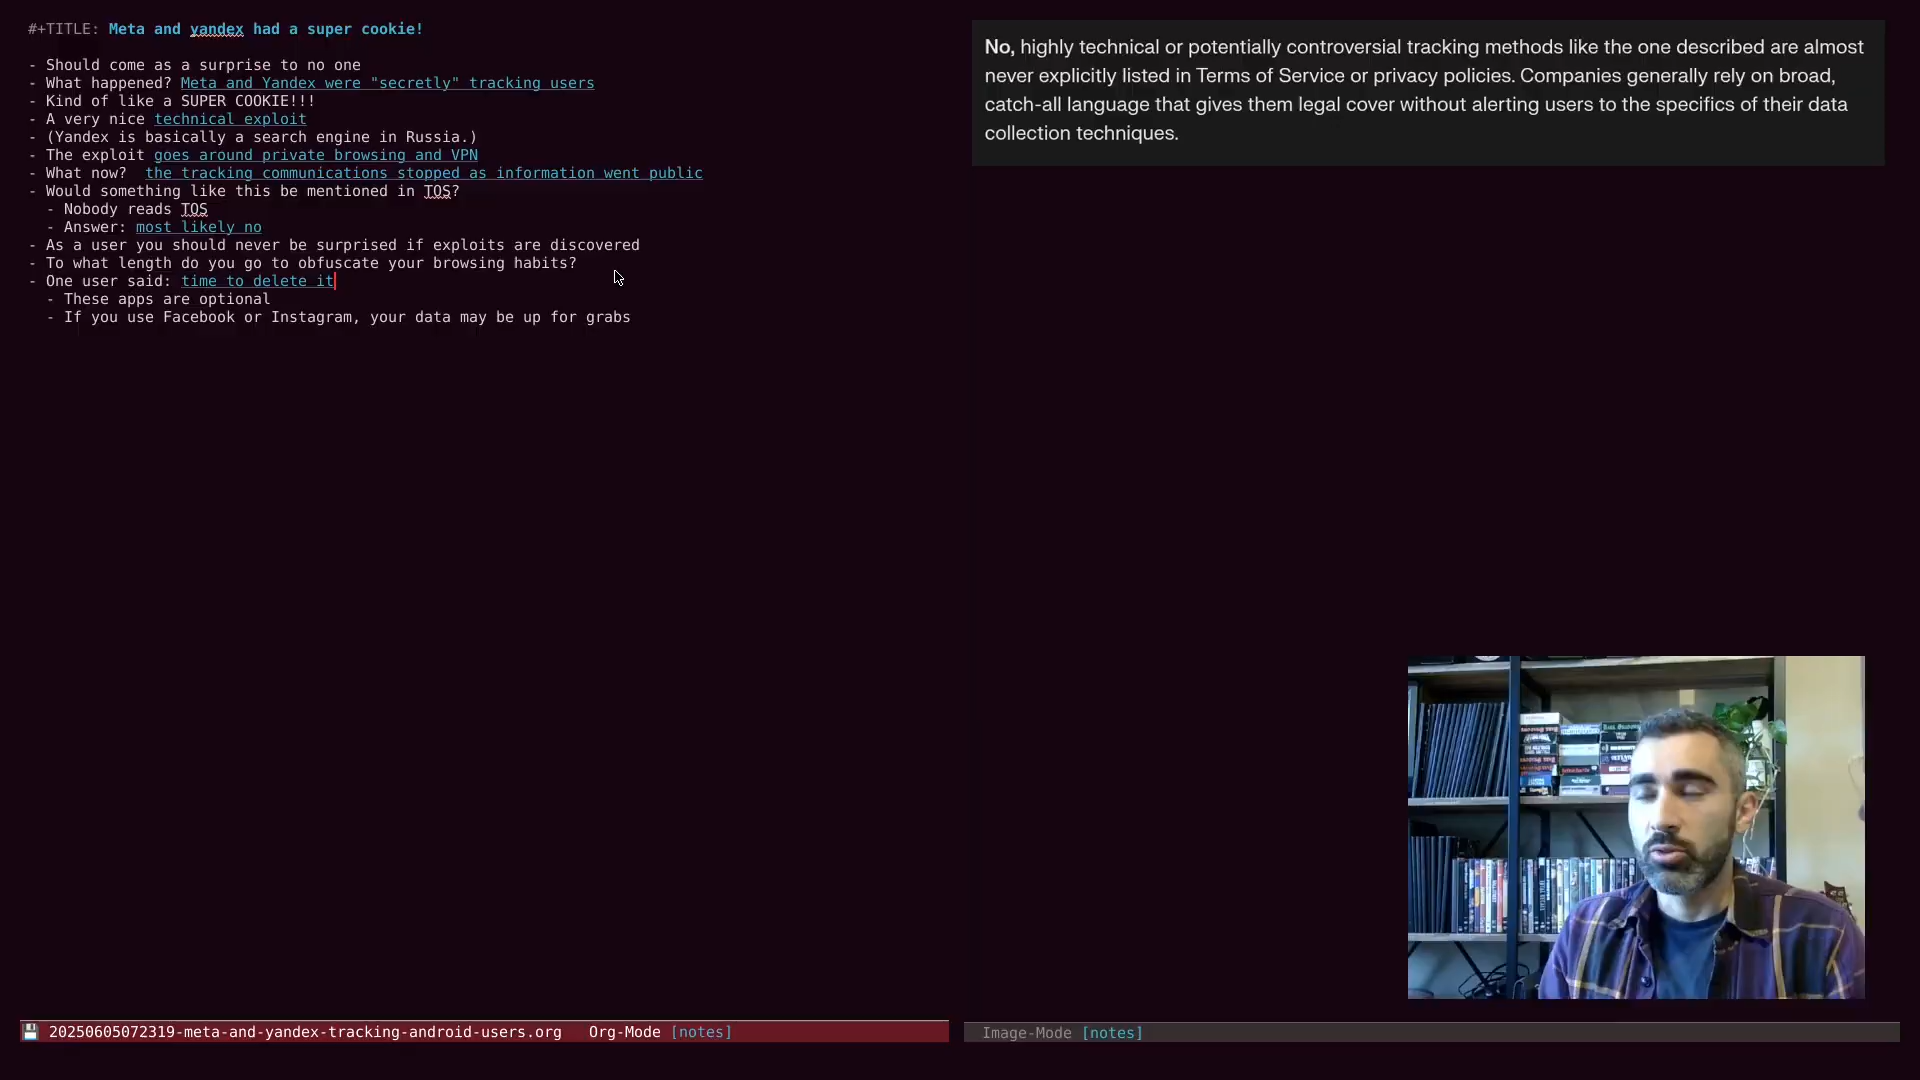 #+TITLE: Meta and yandex had a super cookie!
- Should come as a surprise to no one
- What happened? Meta and Yandex were "secretly" tracking users
- Kind of like a SUPER COOKIE!!!
- A very nice technical exploit
- (Yandex is basically a search engine in Russia.)
- The exploit goes around private browsing and VPN
- What now?  the tracking communications stopped as information went public
- Would something like this be mentioned in TOS?
- Nobody reads TOS
- Answer: most likely no
- As a user you should never be surprised if exploits are discovered
- To what length do you go to obfuscate your browsing habits?
- One user said: time to delete it
- These apps are optional
- If you use Facebook or Instagram, your data may be up for grabs
No, highly technical or potentially controversial tracking methods like the one described are almost
never explicitly listed in Terms of Service or privacy policies. Companies generally rely on broad,
catch-all language that gives them legal cover without alerting users to the specifics of their data
collection techniques.
20250605072319-meta-and-yandex-tracking-android-users.org Org-Mode [notes]
Image-Mode [notes]